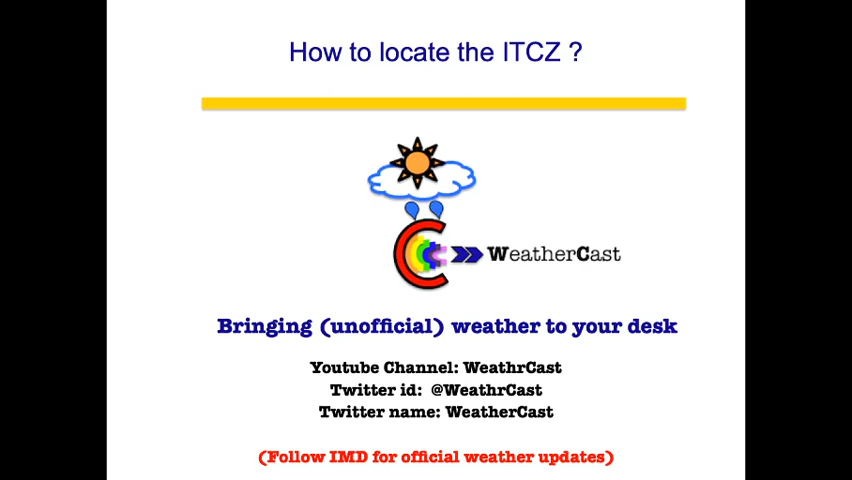 How to locate the ITCZ ?
WeatherCast
Bringing (unofficial) weather to your desk
Youtube Channel: WeathrCast
Twitter id: @WeathrCast
Twitter name: WeatherCast
(Follow IMD for official weather updates)